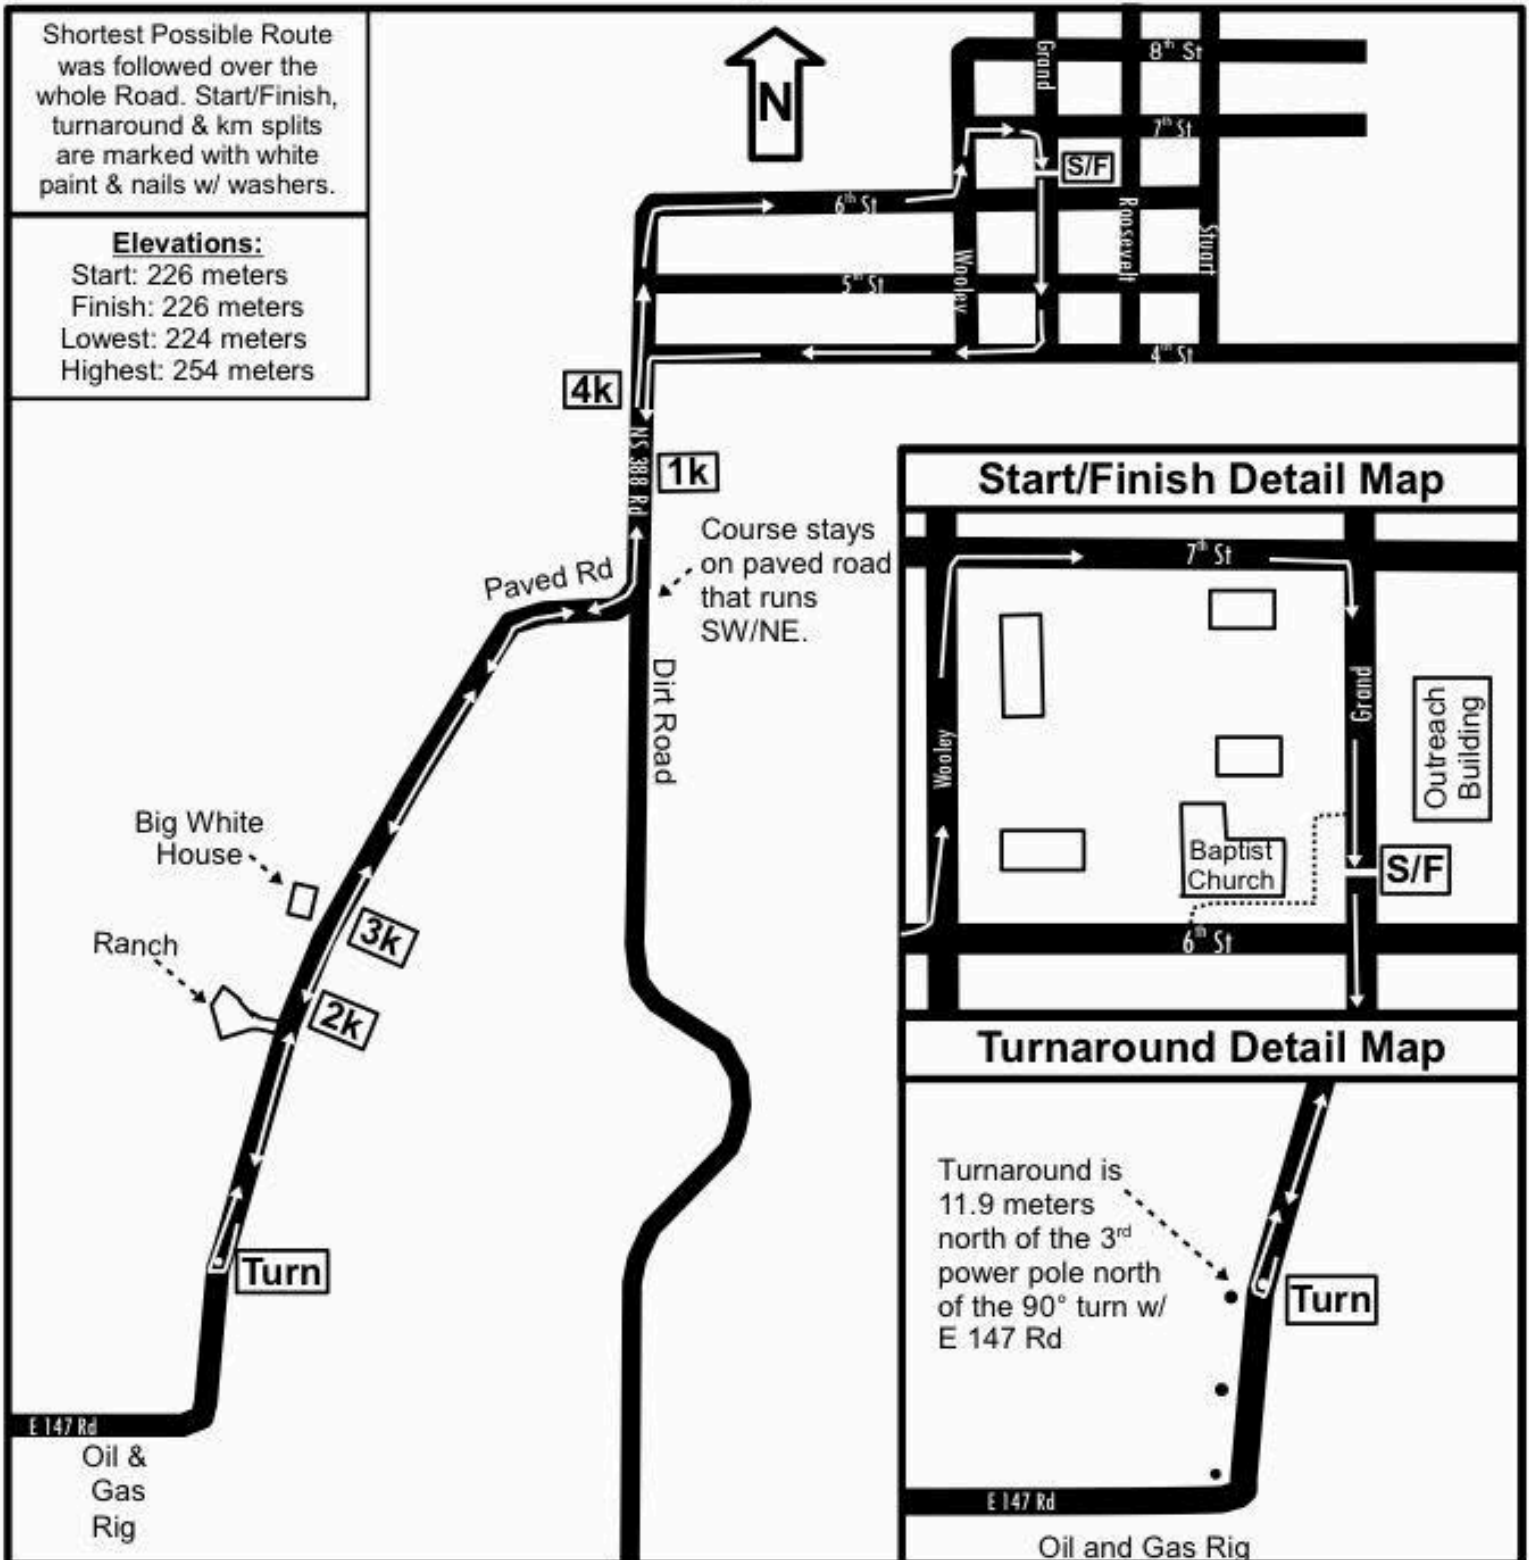 Shortest Possible Route
was followed over the
whole Road. Start/Finish,
turnaround & km splits
are marked with white
paint & nails w/ washers.
Elevations:
Start: 226 meters
Finish: 226 meters
Lowest: 224 meters
Highest: 254 meters
N
Grand
8th St
7th St
S/F
6th St
Roosevelt
Stuart
Wooley
5th St
4th St
4k
NS 388 Rd
1k
Course stays
on paved road
that runs
SW/NE.
Paved Rd
Dirt Road
Big White
House
Ranch
3k
2k
Turn
E 147 Rd
Oil &
Gas
Rig
Start/Finish Detail Map
7th St
Grand
Wooley
Outreach
Building
Baptist
Church
S/F
6th St
Turnaround Detail Map
Turnaround is
11.9 meters
north of the 3rd
power pole north
of the 90° turn w/
E 147 Rd
Turn
E 147 Rd
Oil and Gas Rig